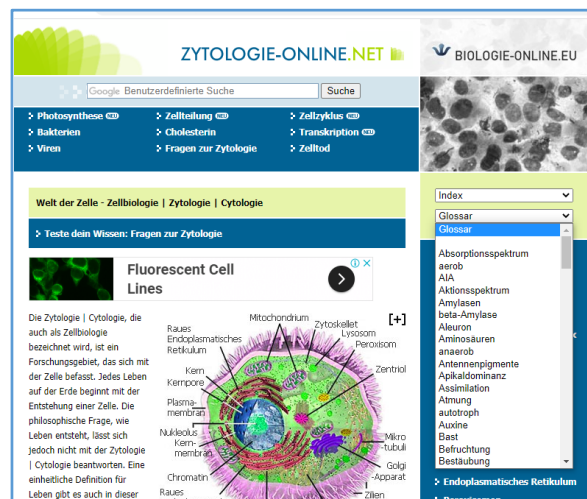 ZYTOLOGIE-ONLINE.NET
BIOLOGIE-ONLINE.EU
Google Benutzerdefinierte Suche
Suche
Photosynthese NEU
Zellteilung NEU
Zellzyklus NEU
Bakterien
Cholesterin
Transkription NEU
Viren
Fragen zur Zytologie
Zelltod
Welt der Zelle - Zellbiologie | Zytologie | Cytologie
Teste dein Wissen: Fragen zur Zytologie
Fluorescent Cell
Lines
Die Zytologie | Cytologie, die
auch als Zellbiologie
bezeichnet wird, ist ein
Forschungsgebiet, das sich mit
der Zelle befasst. Jedes Leben
auf der Erde beginnt mit der
Entstehung einer Zelle. Die
philosophische Frage, wie
Leben entsteht, lässt sich
jedoch nicht mit der Zytologie
| Cytologie beantworten. Eine
einheitliche Definition für
Leben gibt es auch in dieser
[+]
Mitochondrium
Zytoskellet
Lysosom
Peroxisom
Raues
Endoplasmatisches
Retikulum
Zentriol
Kern
Kernpore
Plasma-
membran
Nukleolus
Kern-
membran
Mikro
tubuli
Golgi
-Apparat
Chromatin
Zilien
Raues
Index
Glossar
Glossar
Absorptionsspektrum
aerob
AIA
Aktionsspektrum
Amylasen
beta-Amylase
Aleuron
Aminosäuren
anaerob
Antennenpigmente
Apikaldominanz
Assimilation
Atmung
autotroph
Auxine
Bast
Befruchtung
Bestäubung
Endoplasmatisches Retikulum